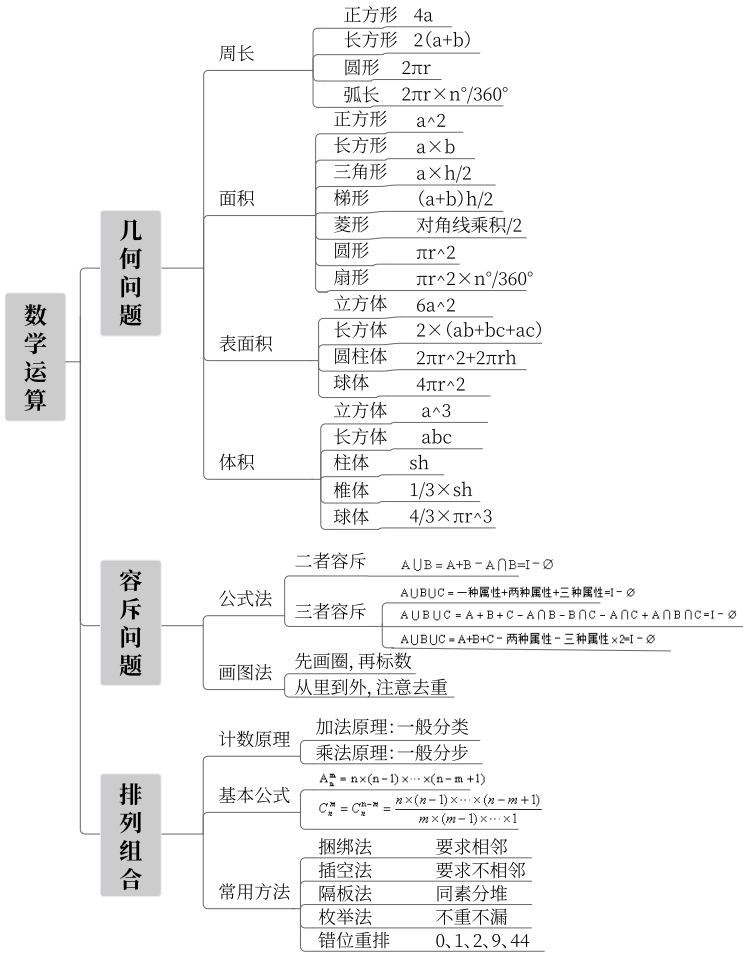 数学运算
几何问题
周长
正方形 4a
长方形 2(a+b)
圆形 2πr
弧长 2πr×n°/360°
面积
正方形 a^2
长方形 a×b
三角形 a×h/2
梯形 (a+b)h/2
菱形 对角线乘积/2
圆形 πr^2
扇形 πr^2×n°/360°
表面积
立方体 6a^2
长方体 2×(ab+bc+ac)
圆柱体 2πr^2+2πrh
球体 4πr^2
体积
立方体 a^3
长方体 abc
柱体 sh
椎体 1/3×sh
球体 4/3×πr^3
容斥问题
公式法
二者容斥 A⋃B=A+B-A⋂B=I-∅
三者容斥
A⋃B⋃C=一种属性+两种属性+三种属性=I-∅
A⋃B⋃C=A+B+C-A⋂B-B⋂C-A⋂C+A⋂B⋂C=I-∅
A⋃B⋃C=A+B+C-两种属性-三种属性×2=I-∅
画图法
先画圈,再标数
从里到外,注意去重
排列组合
计数原理
加法原理:一般分类
乘法原理:一般分步
基本公式
A_n^m=n×(n-1)×⋯×(n-m+1)
C_n^m=C_n^{n-m}=\frac{n×(n-1)×⋯×(n-m+1)}{m×(m-1)×⋯×1}
常用方法
捆绑法 要求相邻
插空法 要求不相邻
隔板法 同素分堆
枚举法 不重不漏
错位重排 0、1、2、9、44